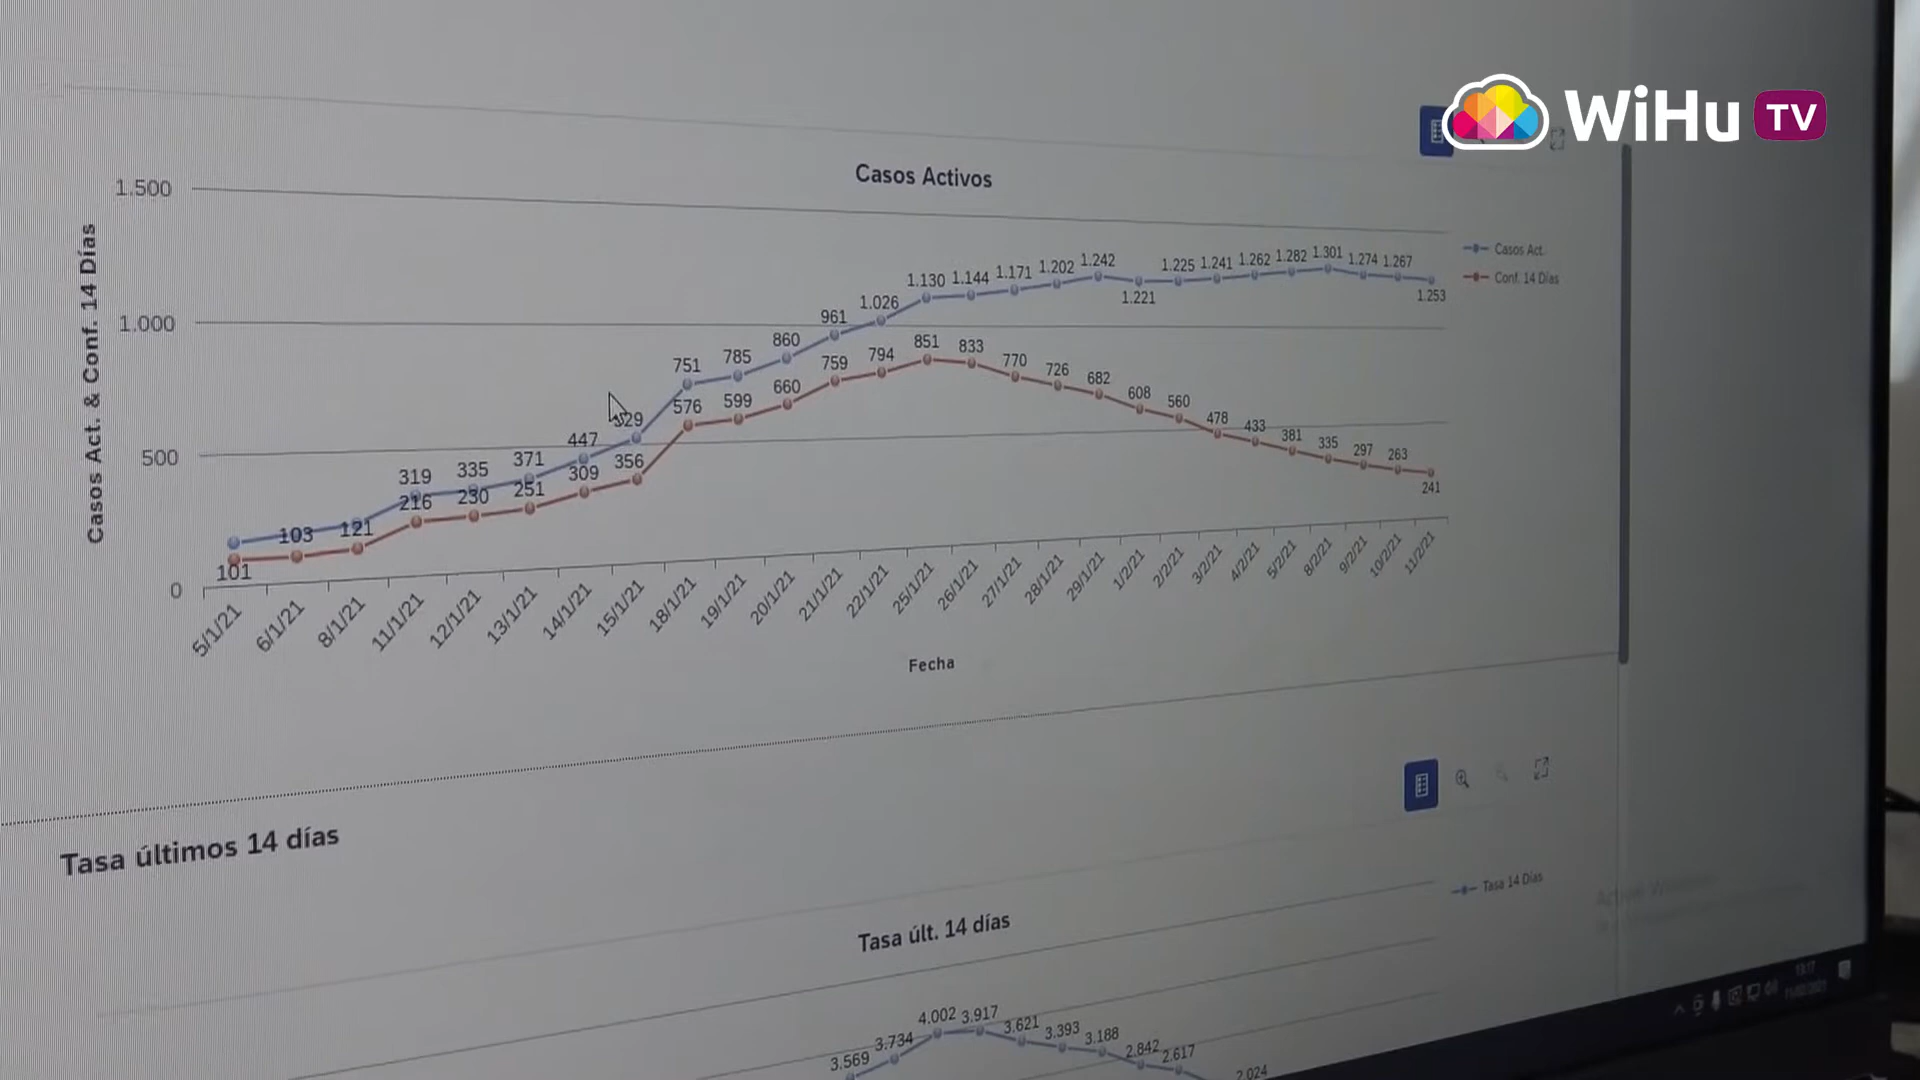 WiHu TV
Casos Activos
Casos Act. & Conf. 14 Días
1.500
1.000
500
0
Casos Act.
Conf. 14 Días
319 335 371 447 529 751 785 860 961 1.026 1.130 1.144 1.171 1.202 1.242 1.221 1.225 1.241 1.262 1.282 1.301 1.274 1.267 1.253
101 103 121 216 230 251 309 356 576 599 660 759 794 851 833 770 726 682 608 560 478 433 381 335 297 263 241
5/1/21 6/1/21 8/1/21 11/1/21 12/1/21 13/1/21 14/1/21 15/1/21 18/1/21 19/1/21 20/1/21 21/1/21 22/1/21 25/1/21 26/1/21 27/1/21 28/1/21 29/1/21 1/2/21 2/2/21 3/2/21 4/2/21 5/2/21 8/2/21 9/2/21 10/2/21 11/2/21
Fecha
Tasa últimos 14 días
Tasa últ. 14 días
Tasa 14 Días
3.569 3.734 4.002 3.917 3.621 3.393 3.188 2.842 2.617 2.024
13:17